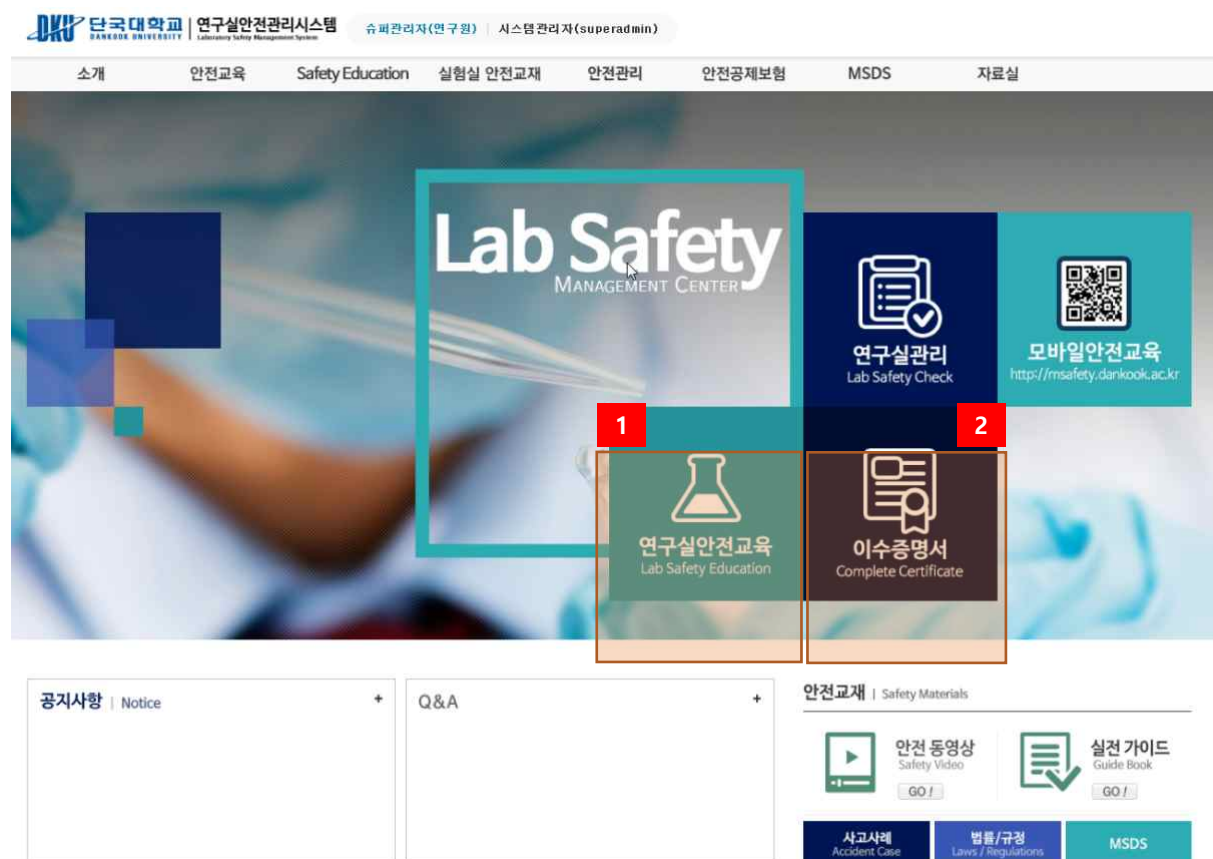 DKU 단국대학교 DANKOOK UNIVERSITY 연구실안전관리시스템 Laboratory Safety Management System 슈퍼관리자(연구원) | 시스템관리자(superadmin)
소개 안전교육 Safety Education 실험실 안전교재 안전관리 안전공제보험 MSDS 자료실
Lab Safety
MANAGEMENT CENTER
연구실관리
Lab Safety Check
모바일안전교육
http://msafety.dankook.ac.kr
1
연구실안전교육
Lab Safety Education
2
이수증명서
Complete Certificate
공지사항 | Notice +
Q&A +
안전교재 | Safety Materials
안전 동영상
Safety Video
GO !
실전 가이드
Guide Book
GO !
사고사례
Accident Case
법률/규정
Laws / Regulations
MSDS